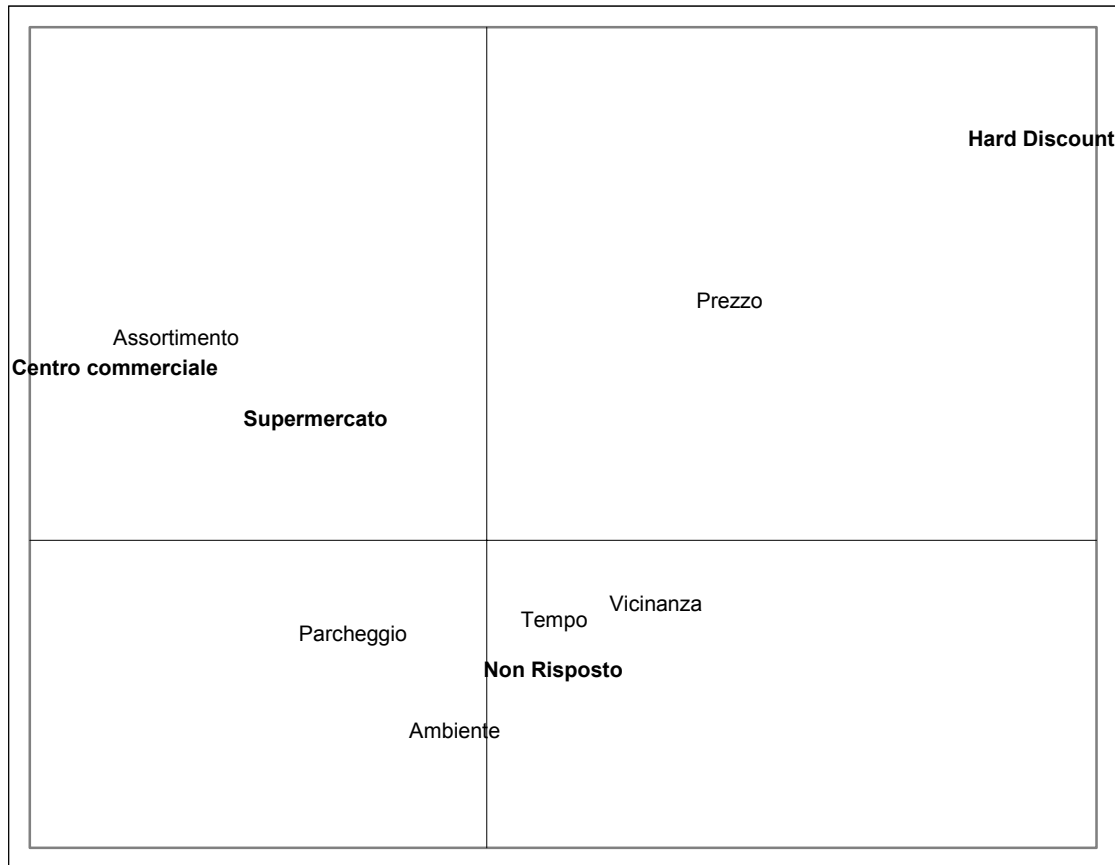 Hard Discount
Prezzo
Assortimento
Centro commerciale
Supermercato
Vicinanza
Tempo
Parcheggio
Non Risposto
Ambiente